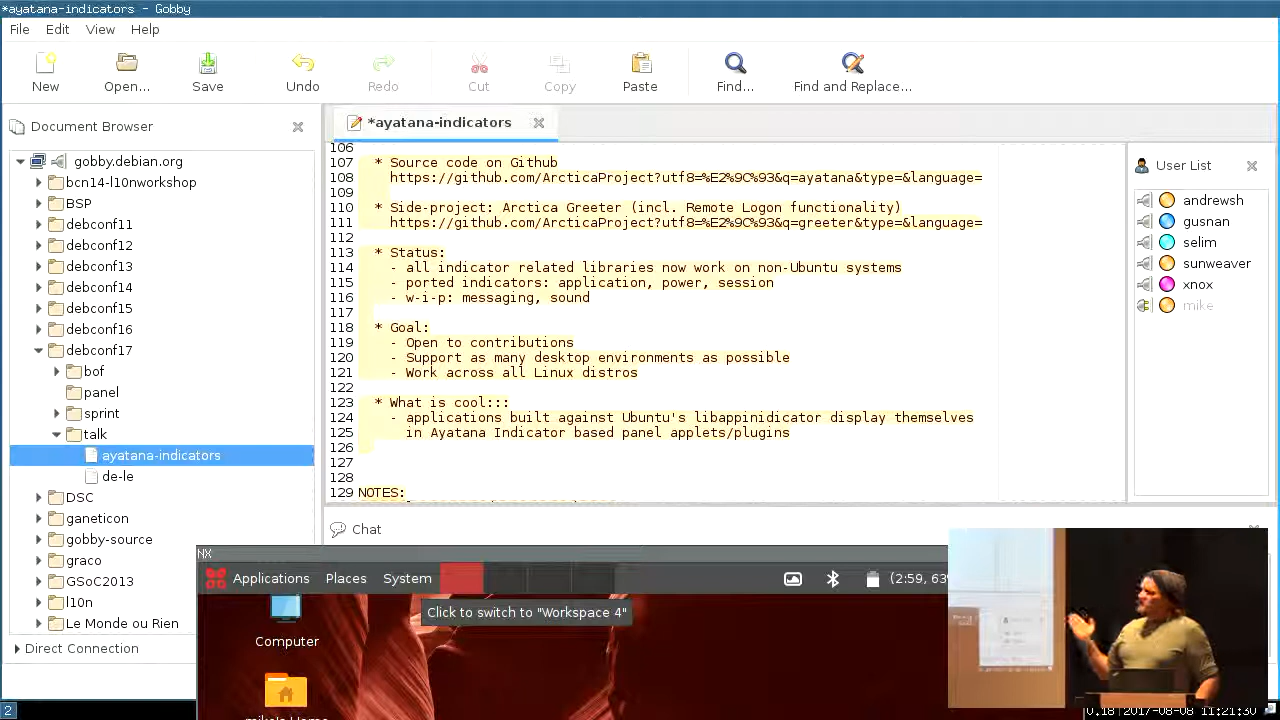 *ayatana-indicators - Gobby
File Edit View Help
New Open... Save Undo Redo Cut Copy Paste Find... Find and Replace...
Document Browser
gobby.debian.org
bcn14-l10nworkshop
BSP
debconf11
debconf12
debconf13
debconf14
debconf15
debconf16
debconf17
bof
panel
sprint
talk
ayatana-indicators
de-le
DSC
ganeticon
gobby-source
graco
GSoC2013
l10n
Le Monde ou Rien
Direct Connection
*ayatana-indicators
106
107 * Source code on Github
108 https://github.com/ArcticaProject?utf8=%E2%9C%93&q=ayatana&type=&language=
109
110 * Side-project: Arctica Greeter (incl. Remote Logon functionality)
111 https://github.com/ArcticaProject?utf8=%E2%9C%93&q=greeter&type=&language=
112
113 * Status:
114 - all indicator related libraries now work on non-Ubuntu systems
115 - ported indicators: application, power, session
116 - w-i-p: messaging, sound
117
118 * Goal:
119 - Open to contributions
120 - Support as many desktop environments as possible
121 - Work across all Linux distros
122
123 * What is cool:::
124 - applications built against Ubuntu's libappinidicator display themselves
125 in Ayatana Indicator based panel applets/plugins
126
127
128
129 NOTES:
User List
andrewsh
gusnan
selim
sunweaver
xnox
mike
Chat
NX
Applications Places System (2:59, 63%
Click to switch to "Workspace 4"
Computer
mike's Home
2
0.18|2017-08-08 11:21:30